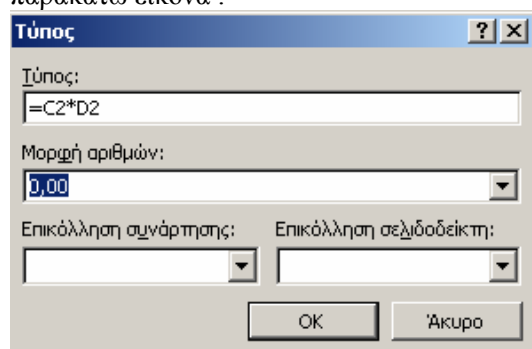 παρακάτω εικόνα :
Τύπος
Τύπος:
=C2*D2
Μορφή αριθμών:
0,00
Επικόλληση συνάρτησης: Επικόλληση σελιδοδείκτη:
OK Άκυρο